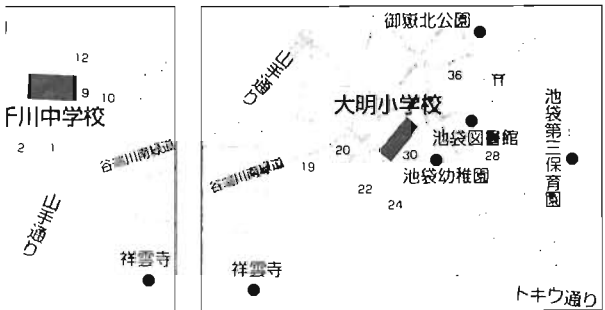 12
9
10
千川中学校
2
1
谷端川南緑道
山手通り
祥雲寺
御嶽北公園
山手通り
36
大明小学校
池袋図書館
20
30
28
19
谷端川南緑道
池袋幼稚園
22
24
池袋第三保育園
祥雲寺
トキワ通り